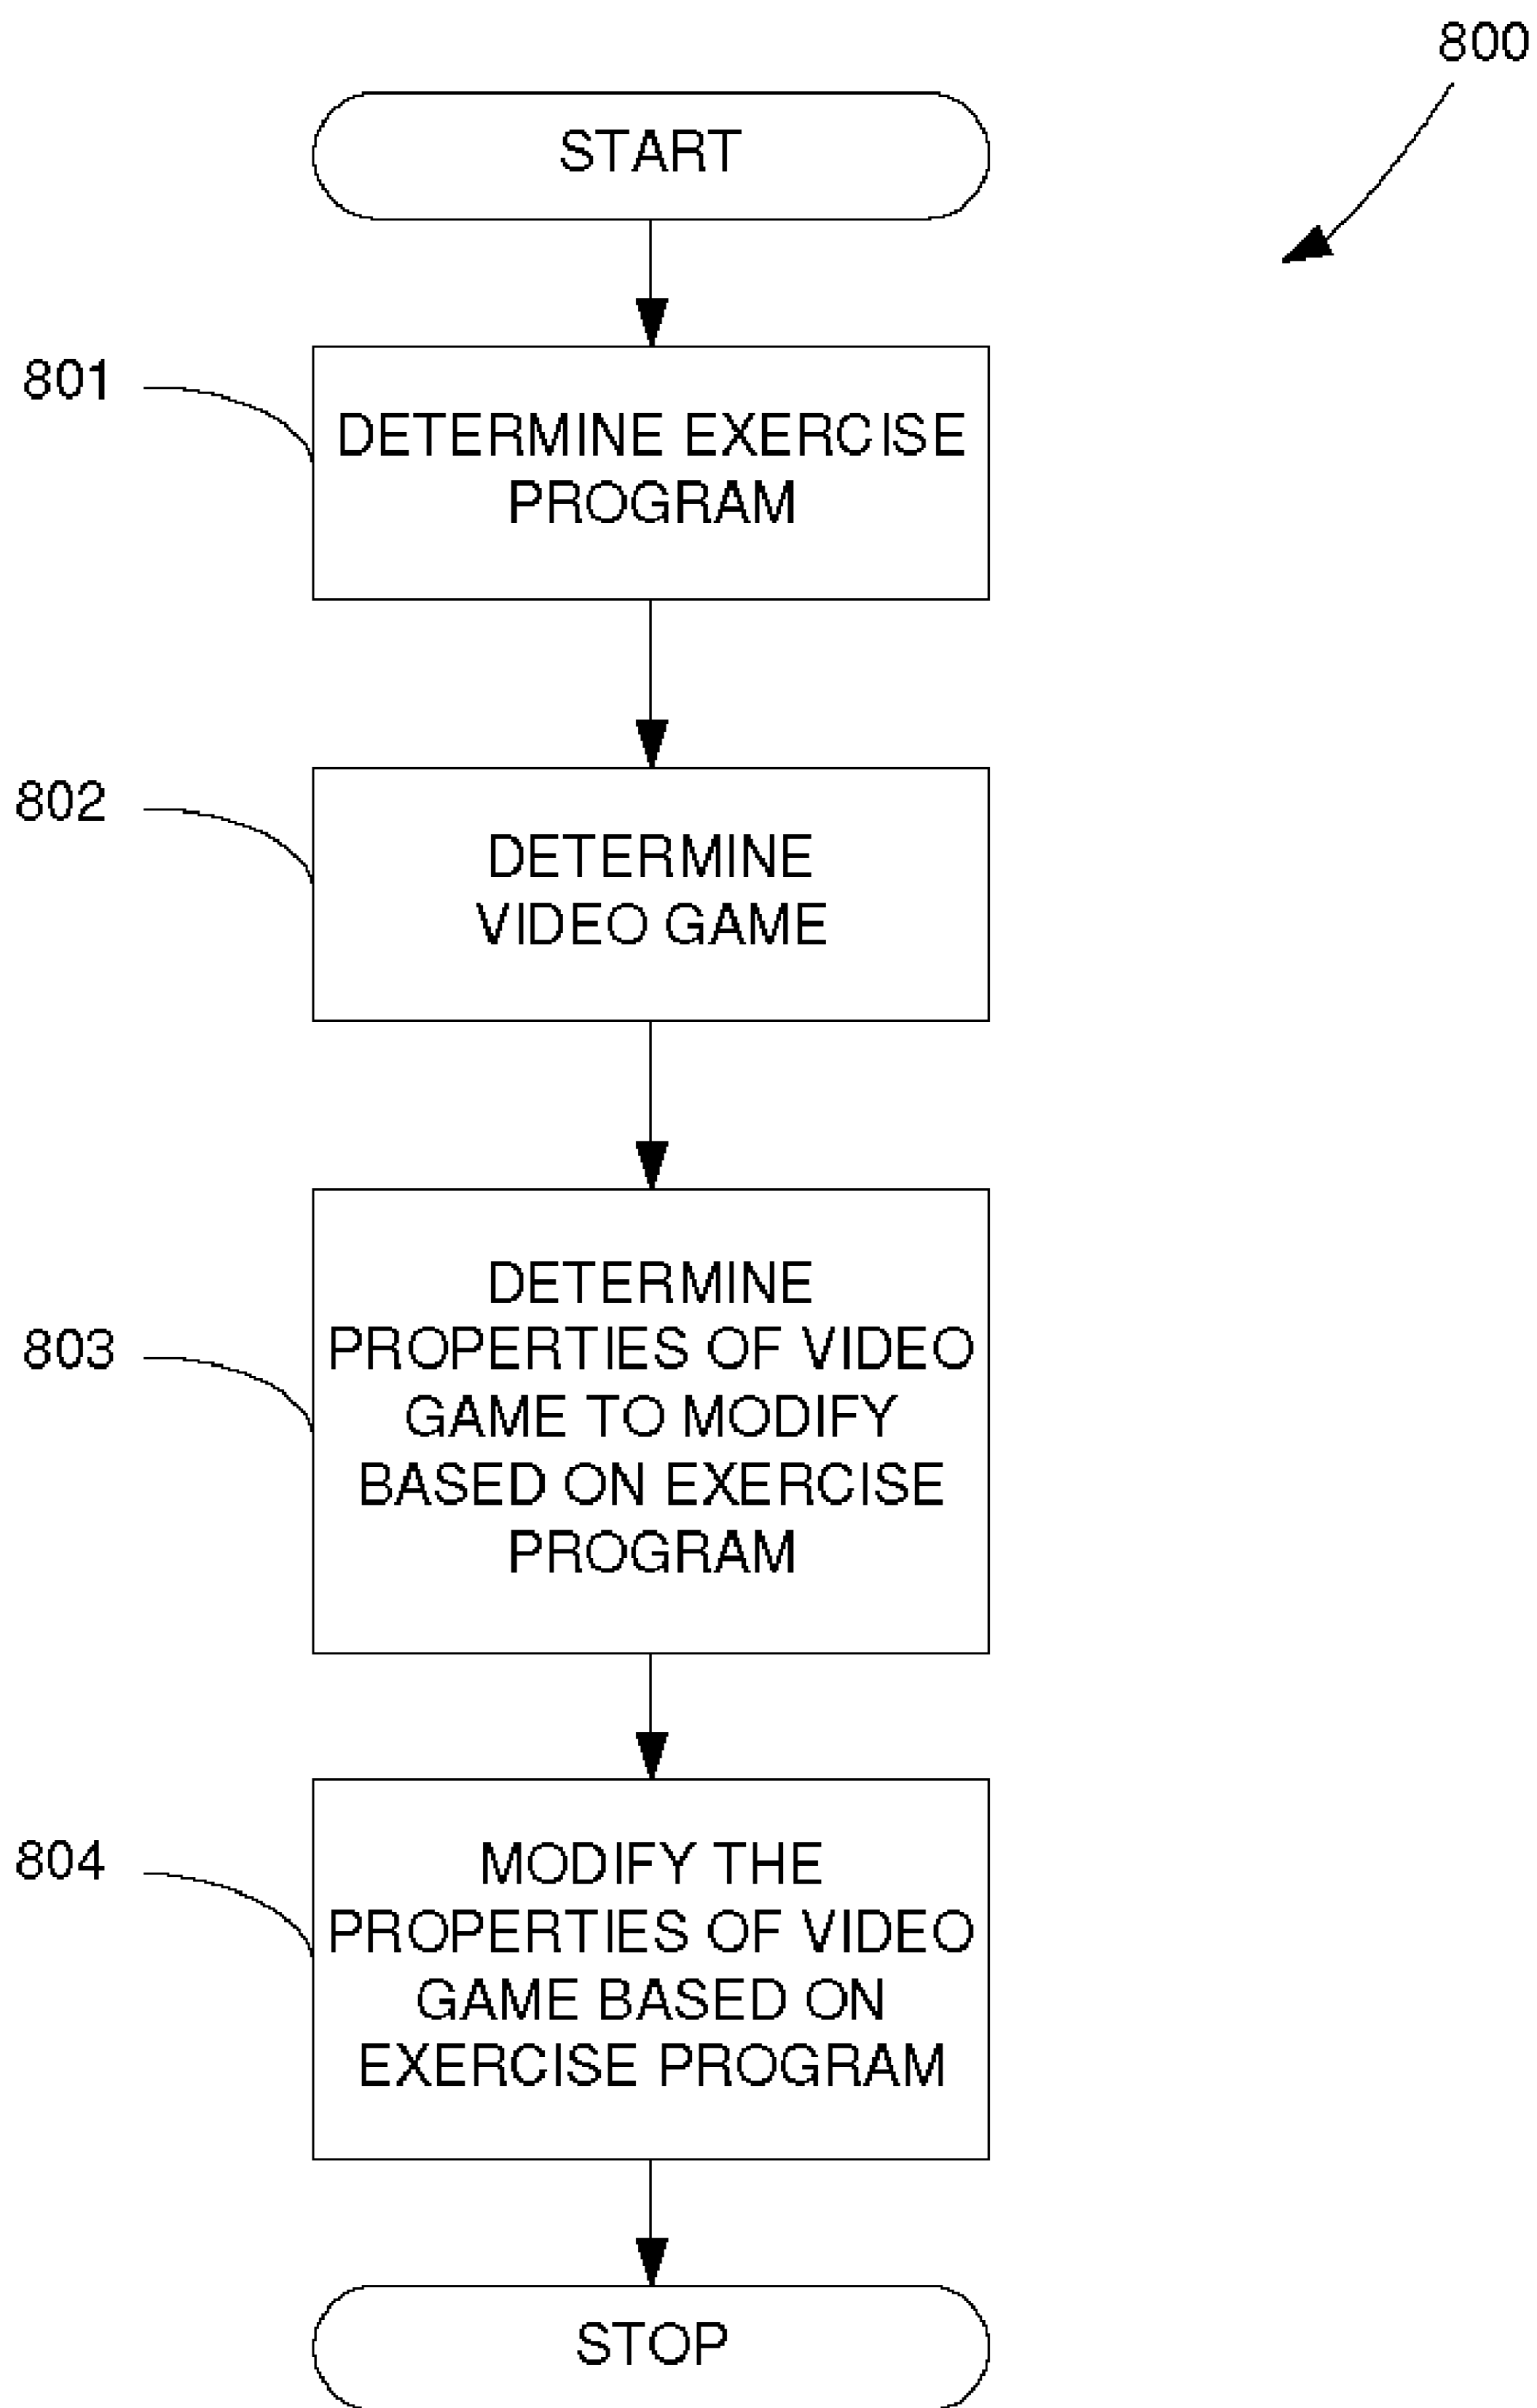 800
START
801
DETERMINE EXERCISE
PROGRAM
802
DETERMINE
VIDEO GAME
803
DETERMINE
PROPERTIES OF VIDEO
GAME TO MODIFY
BASED ON EXERCISE
PROGRAM
804
MODIFY THE
PROPERTIES OF VIDEO
GAME BASED ON
EXERCISE PROGRAM
STOP